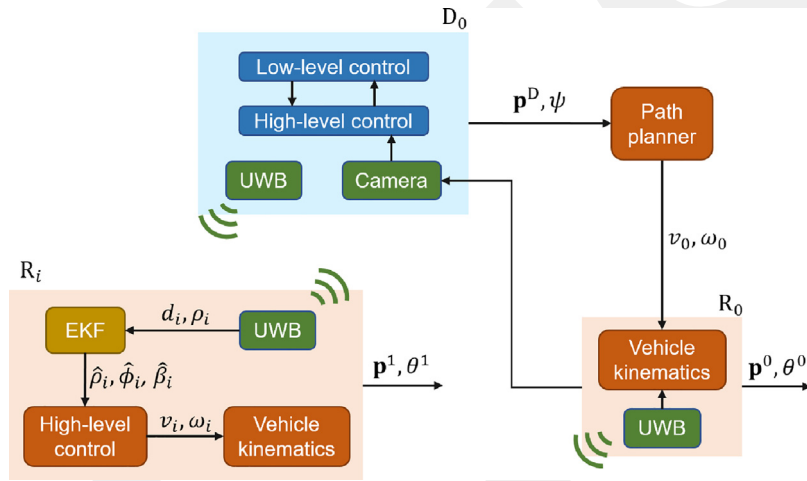 D₀
Low-level control
High-level control
UWB
Camera
𝐩ᴰ, ψ
Path
planner
v₀, ω₀
Rᵢ
EKF
dᵢ, ρᵢ
UWB
ρ̂ᵢ, ϕ̂ᵢ, β̂ᵢ
High-level
control
vᵢ, ωᵢ
Vehicle
kinematics
𝐩¹, θ¹
R₀
Vehicle
kinematics
UWB
𝐩⁰, θ⁰